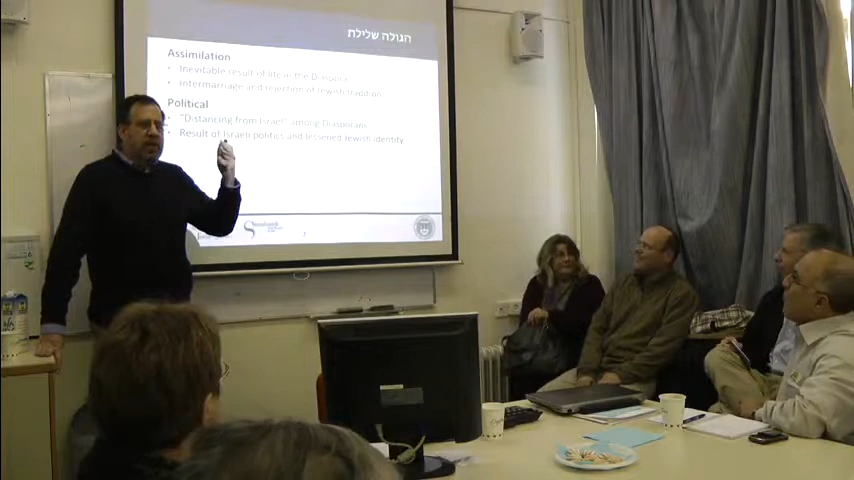 הגולה שלילת
Assimilation
• Inevitable result of life in the Diaspora
• Intermarriage and rejection of Jewish tradition
Political
• "Distancing from Israel" among Diasporans
• Result of Israeli politics and lessened Jewish identity
Steinhardt